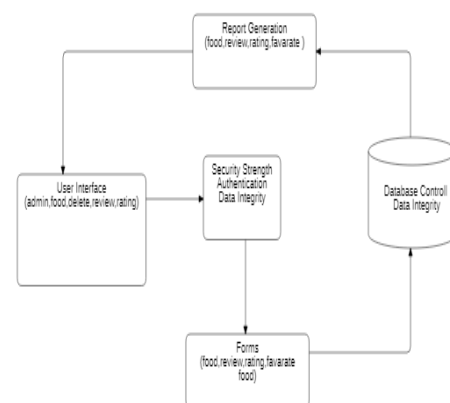 Report Generation
(food,review,rating,favarate )
Security Strength
Authentication
Data Integrity
User Interface
(admin,food,delete,review,rating)
Database Controll
Data Integrity
Forms
(food,review,rating,favarate
food)